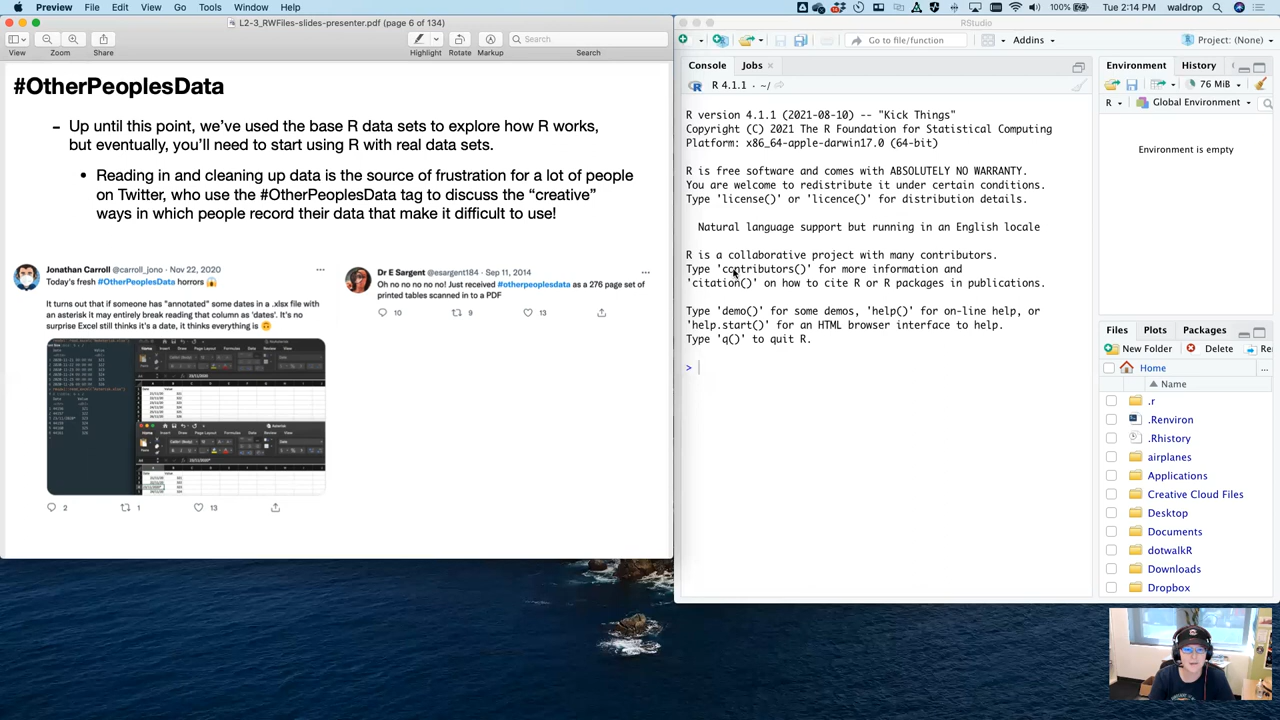 Preview File Edit View Go Tools Window Help
100% Tue 2:14 PM waldrop
L2-3_RWFiles-slides-presenter.pdf (page 6 of 134)
View Zoom Share Highlight Rotate Markup Search
Search
#OtherPeoplesData
– Up until this point, we’ve used the base R data sets to explore how R works,
but eventually, you’ll need to start using R with real data sets.
• Reading in and cleaning up data is the source of frustration for a lot of people
on Twitter, who use the #OtherPeoplesData tag to discuss the “creative”
ways in which people record their data that make it difficult to use!
Jonathan Carroll @carroll_jono · Nov 22, 2020
Today's fresh #OtherPeoplesData horrors 😱
It turns out that if someone has "annotated" some dates in a .xlsx file with
an asterisk it may entirely break reading that column as 'dates'. It's no
surprise Excel still thinks it's a date, it thinks everything is 🙃
2 1 13
Dr E Sargent @esargent184 · Sep 11, 2014
Oh no no no no no! Just received #otherpeoplesdata as a 276 page set of
printed tables scanned in to a PDF
10 9 13
RStudio
Go to file/function Addins Project: (None)
Console Jobs
R 4.1.1 · ~/
R version 4.1.1 (2021-08-10) -- "Kick Things"
Copyright (C) 2021 The R Foundation for Statistical Computing
Platform: x86_64-apple-darwin17.0 (64-bit)
R is free software and comes with ABSOLUTELY NO WARRANTY.
You are welcome to redistribute it under certain conditions.
Type 'license()' or 'licence()' for distribution details.
Natural language support but running in an English locale
R is a collaborative project with many contributors.
Type 'contributors()' for more information and
'citation()' on how to cite R or R packages in publications.
Type 'demo()' for some demos, 'help()' for on-line help, or
'help.start()' for an HTML browser interface to help.
Type 'q()' to quit R.
>
Environment History
76 MiB
R Global Environment
Environment is empty
Files Plots Packages
New Folder Delete Re
Home ...
Name
.r
.Renviron
.Rhistory
airplanes
Applications
Creative Cloud Files
Desktop
Documents
dotwalkR
Downloads
Dropbox